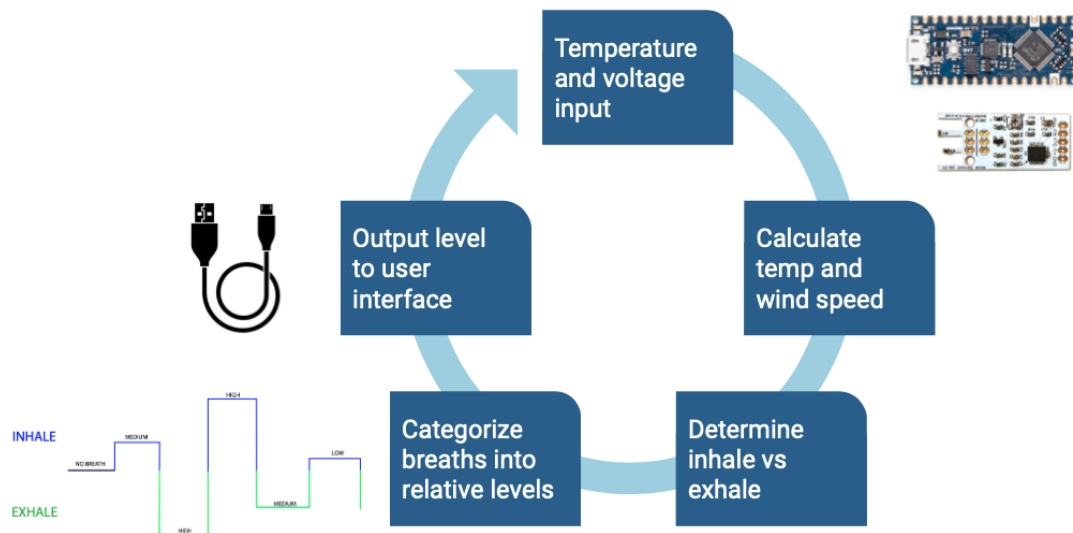 Temperature
and voltage
input
Calculate
temp and
wind speed
Determine
inhale vs
exhale
Categorize
breaths into
relative levels
Output level
to user
interface
INHALE
EXHALE
NO BREATH
MEDIUM
HIGH
HIGH
MEDIUM
LOW